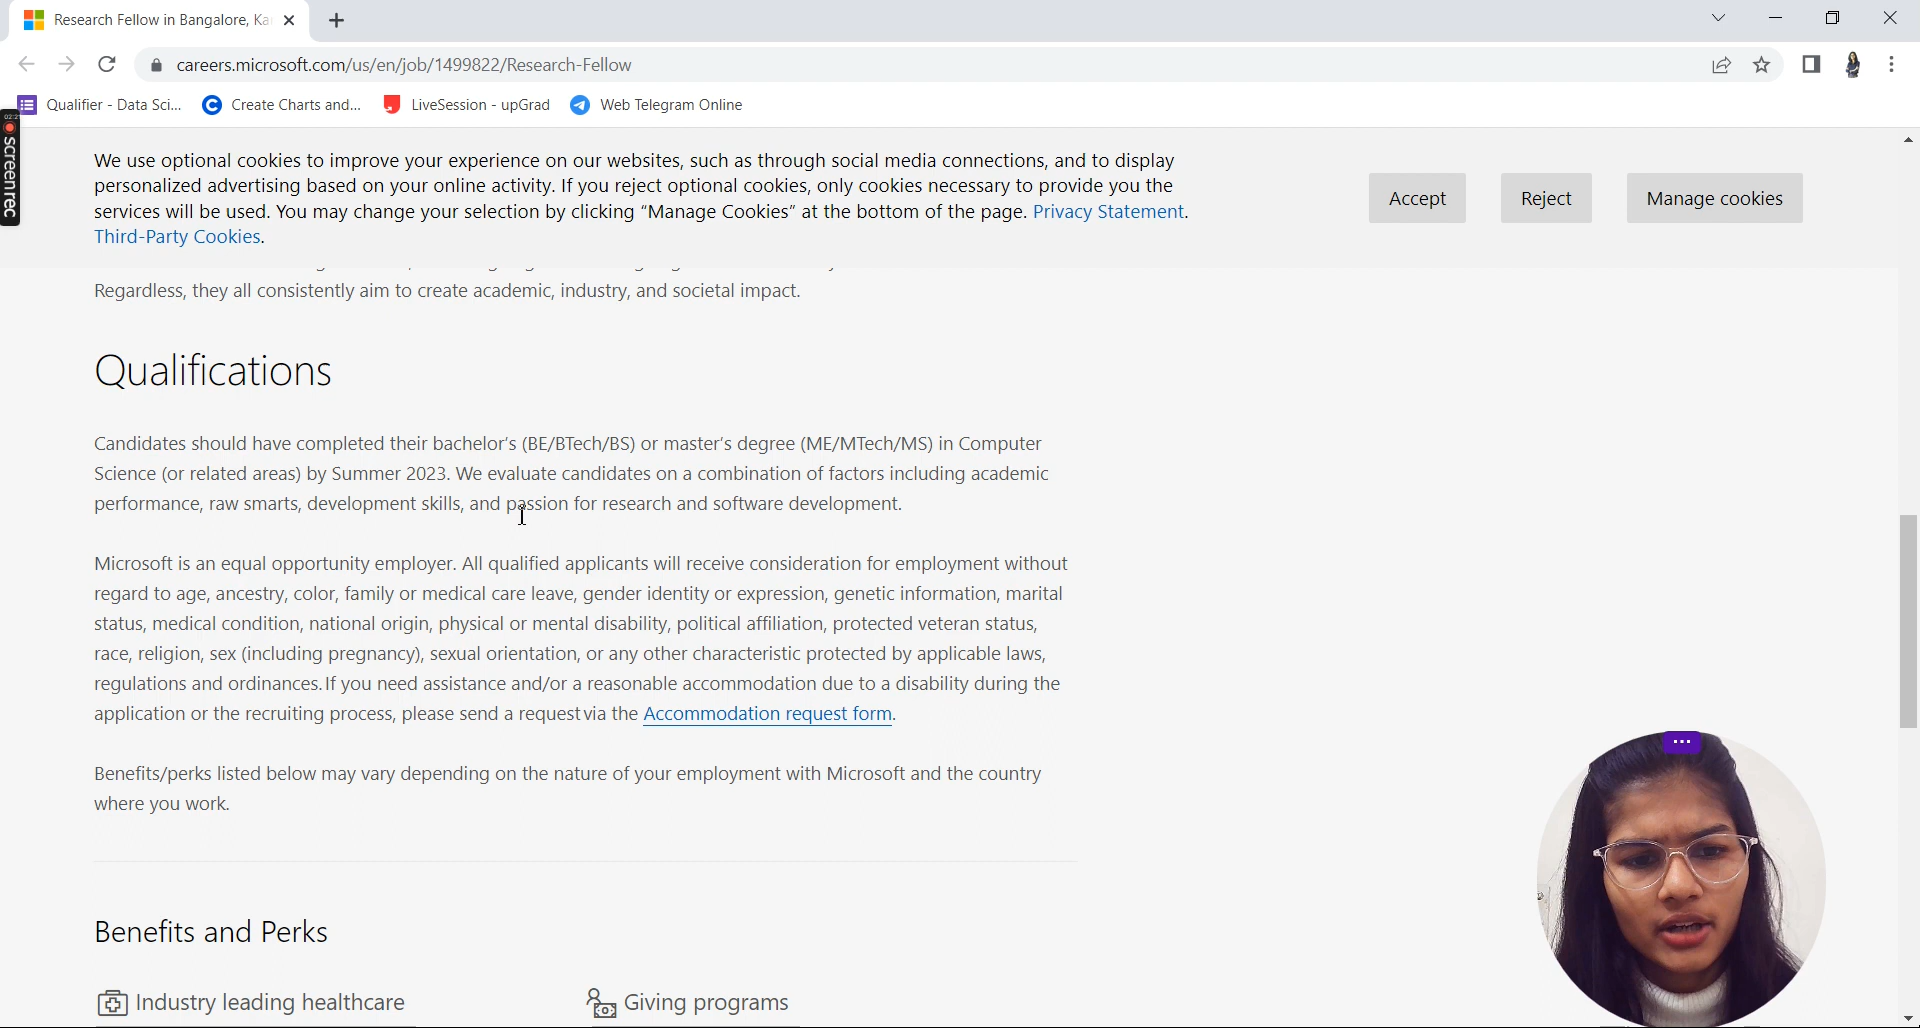 Research Fellow in Bangalore, Ka
careers.microsoft.com/us/en/job/1499822/Research-Fellow
Qualifier - Data Sci...
Create Charts and...
LiveSession - upGrad
Web Telegram Online
screenrec
We use optional cookies to improve your experience on our websites, such as through social media connections, and to display
personalized advertising based on your online activity. If you reject optional cookies, only cookies necessary to provide you the
services will be used. You may change your selection by clicking “Manage Cookies” at the bottom of the page. Privacy Statement.
Third-Party Cookies.
Accept
Reject
Manage cookies
Regardless, they all consistently aim to create academic, industry, and societal impact.
Qualifications
Candidates should have completed their bachelor's (BE/BTech/BS) or master's degree (ME/MTech/MS) in Computer
Science (or related areas) by Summer 2023. We evaluate candidates on a combination of factors including academic
performance, raw smarts, development skills, and passion for research and software development.
Microsoft is an equal opportunity employer. All qualified applicants will receive consideration for employment without
regard to age, ancestry, color, family or medical care leave, gender identity or expression, genetic information, marital
status, medical condition, national origin, physical or mental disability, political affiliation, protected veteran status,
race, religion, sex (including pregnancy), sexual orientation, or any other characteristic protected by applicable laws,
regulations and ordinances. If you need assistance and/or a reasonable accommodation due to a disability during the
application or the recruiting process, please send a request via the Accommodation request form.
Benefits/perks listed below may vary depending on the nature of your employment with Microsoft and the country
where you work.
Benefits and Perks
Industry leading healthcare
Giving programs